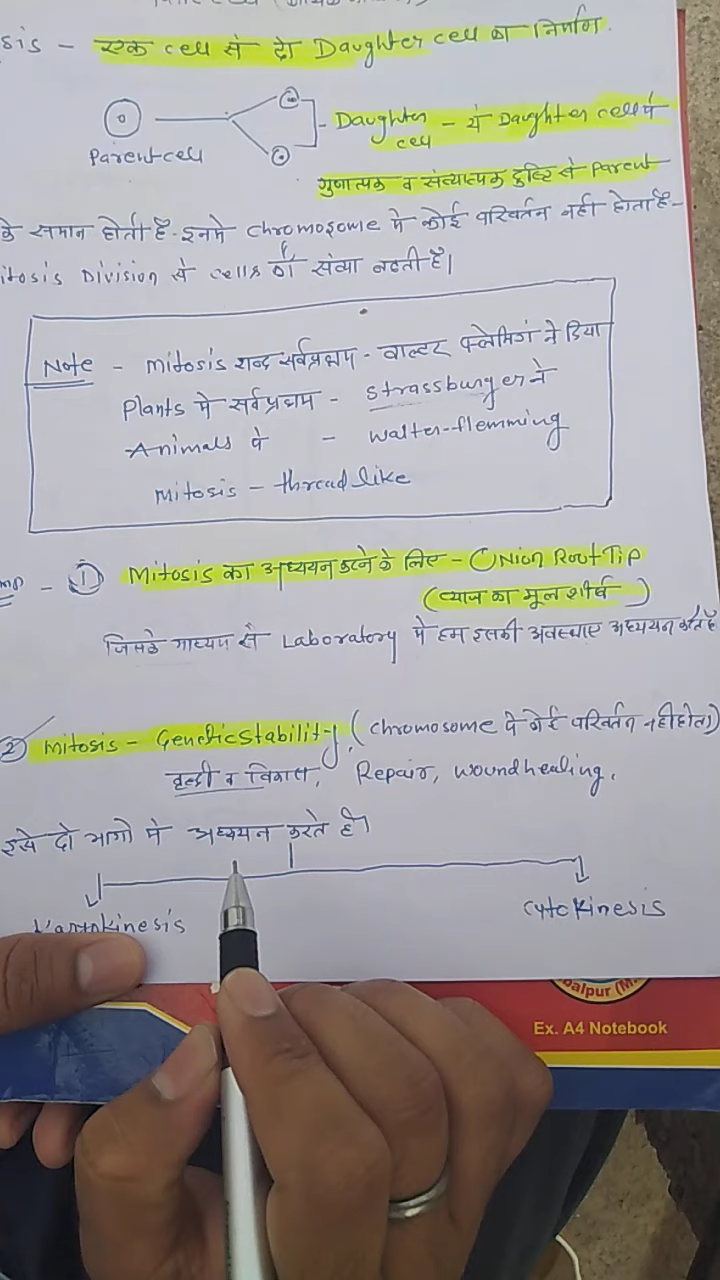 sis - एक cell से दो Daughter cell का निर्माण.
Parent cell
Daughter cell - ये Daughter cell में
गुणात्मक व संख्यात्मक दृष्टि से Parent
के समान होती है. इनमे chromosome मे कोई परिवर्तन नही होता है-
itosis Division से cells की संख्या बढती है।
Note - Mitosis शब्द सर्वप्रथम - वाल्टर फ्लेमिंग ने दिया
Plants मे सर्वप्रथम - Strassburger ने
Animals मे - Walter-flemming
Mitosis - thread like
① Mitosis का अध्ययन करने के लिए - Onion Root Tip
(प्याज का मूल शीर्ष)
जिसके माध्यम से Laboratory मे हम इसकी अवस्थाए अध्ययन करते है
② Mitosis - Genetic stability, (chromosome मे कोई परिवर्तन नही होता)
वृद्धी व विकास, Repair, wound healing.
इसे दो भागो मे अध्ययन करते है।
Karyokinesis
Cytokinesis
balpur (M.
Ex. A4 Notebook